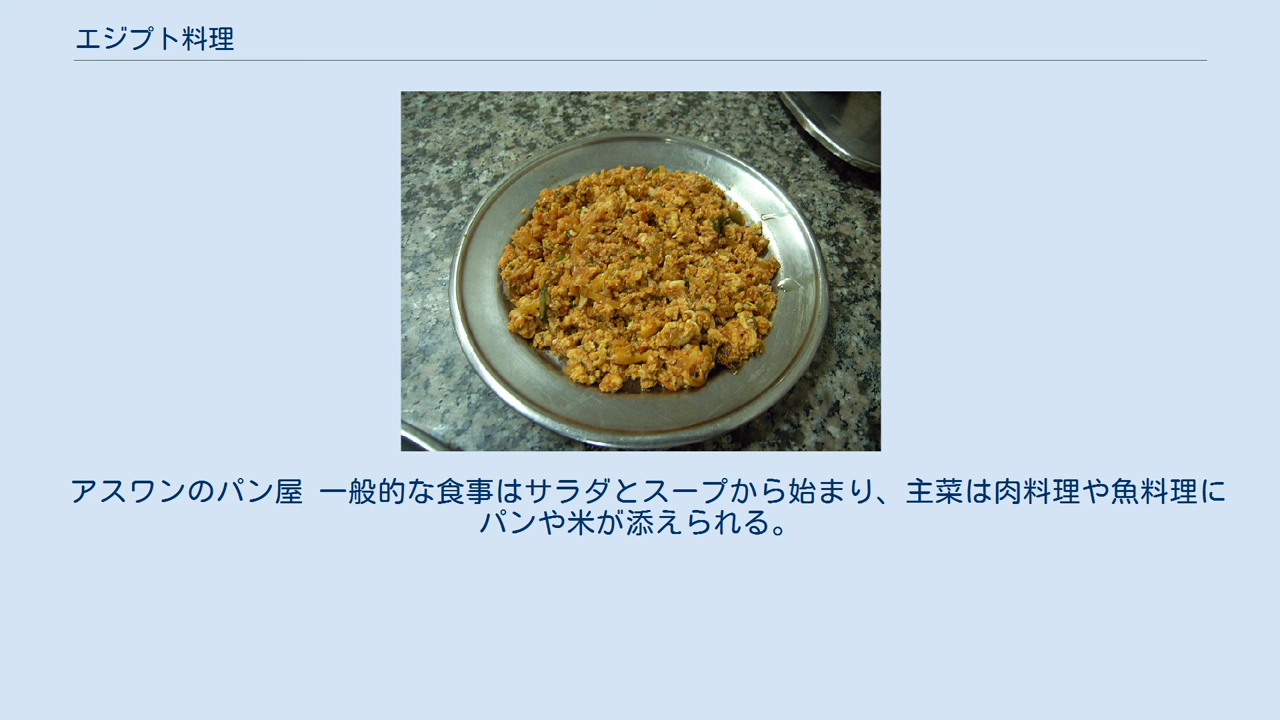 エジプト料理
アスワンのパン屋 一般的な食事はサラダとスープから始まり、主菜は肉料理や魚料理に
パンや米が添えられる。